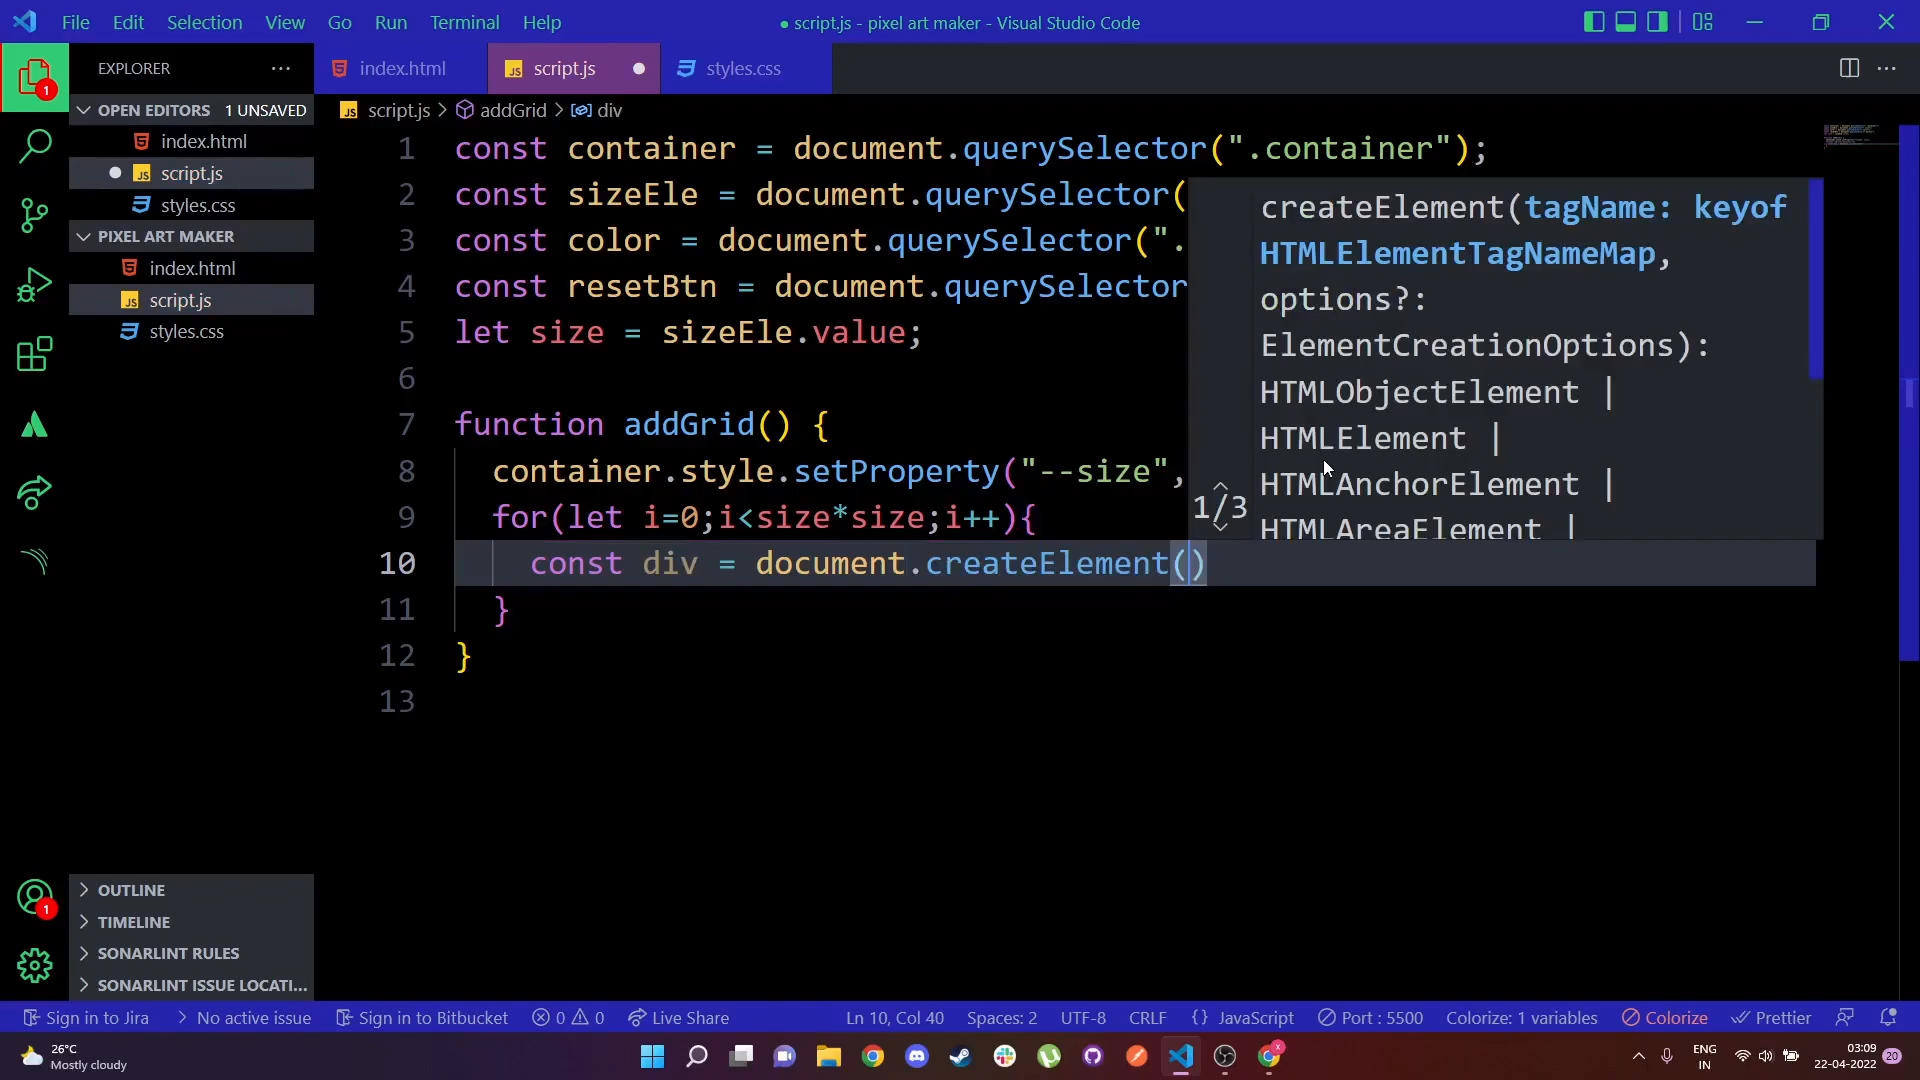 File Edit Selection View Go Run Terminal Help
● script.js - pixel art maker - Visual Studio Code
EXPLORER
index.html
JS script.js ●
styles.css
OPEN EDITORS 1 UNSAVED
index.html
● JS script.js
styles.css
PIXEL ART MAKER
index.html
JS script.js
styles.css
OUTLINE
TIMELINE
SONARLINT RULES
SONARLINT ISSUE LOCATI...
1
1
JS script.js > addGrid > div
1 const container = document.querySelector(".container");
2 const sizeEle = document.querySelector(
3 const color = document.querySelector(".
4 const resetBtn = document.querySelector
5 let size = sizeEle.value;
6
7 function addGrid() {
8 container.style.setProperty("--size",
9 for(let i=0;i<size*size;i++){
10 const div = document.createElement()
11 }
12 }
13
1/3
createElement(tagName: keyof
HTMLElementTagNameMap,
options?:
ElementCreationOptions):
HTMLObjectElement |
HTMLElement |
HTMLAnchorElement |
HTMLAreaElement |
Sign in to Jira No active issue Sign in to Bitbucket 0 0 Live Share Ln 10, Col 40 Spaces: 2 UTF-8 CRLF {} JavaScript Port : 5500 Colorize: 1 variables Colorize Prettier
26°C
Mostly cloudy
ENG
IN
03:09
22-04-2022
20